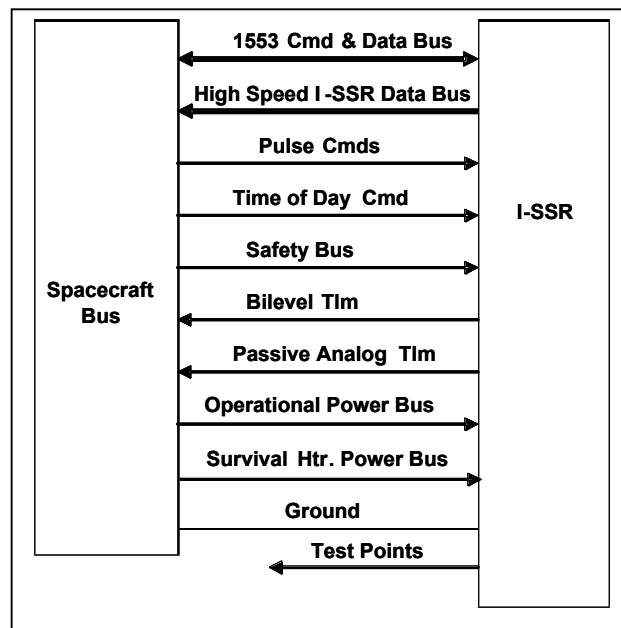 1553 Cmd & Data Bus
High Speed I-SSR Data Bus
Pulse Cmds
Time of Day Cmd
I-SSR
Safety Bus
Spacecraft
Bus
Bilevel Tlm
Passive Analog Tlm
Operational Power Bus
Survival Htr. Power Bus
Ground
Test Points